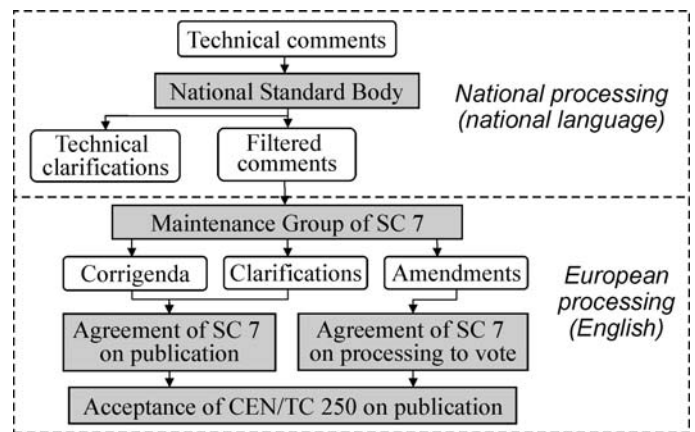 Technical comments
National Standard Body
National processing
(national language)
Technical
clarifications
Filtered
comments
Maintenance Group of SC 7
Corrigenda
Clarifications
Amendments
European
processing
(English)
Agreement of SC 7
on publication
Agreement of SC 7
on processing to vote
Acceptance of CEN/TC 250 on publication